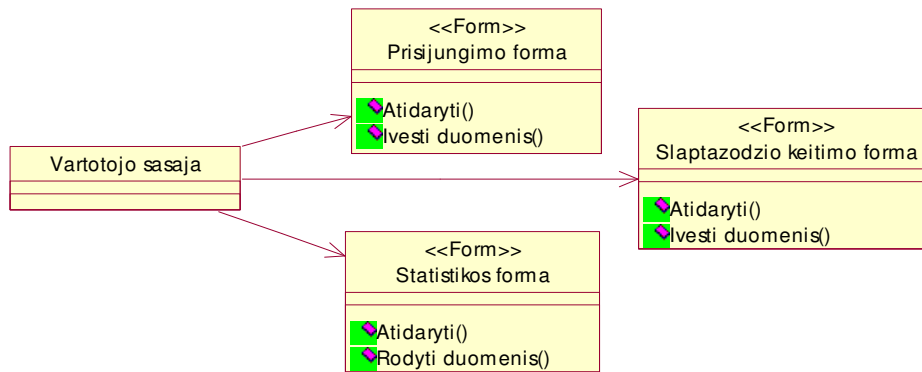 <<Form>>
Prisijungimo forma
Atidaryti()
Ivesti duomenis()
Vartotojo sasaja
<<Form>>
Slaptazodzio keitimo forma
Atidaryti()
Ivesti duomenis()
<<Form>>
Statistikos forma
Atidaryti()
Rodyti duomenis()